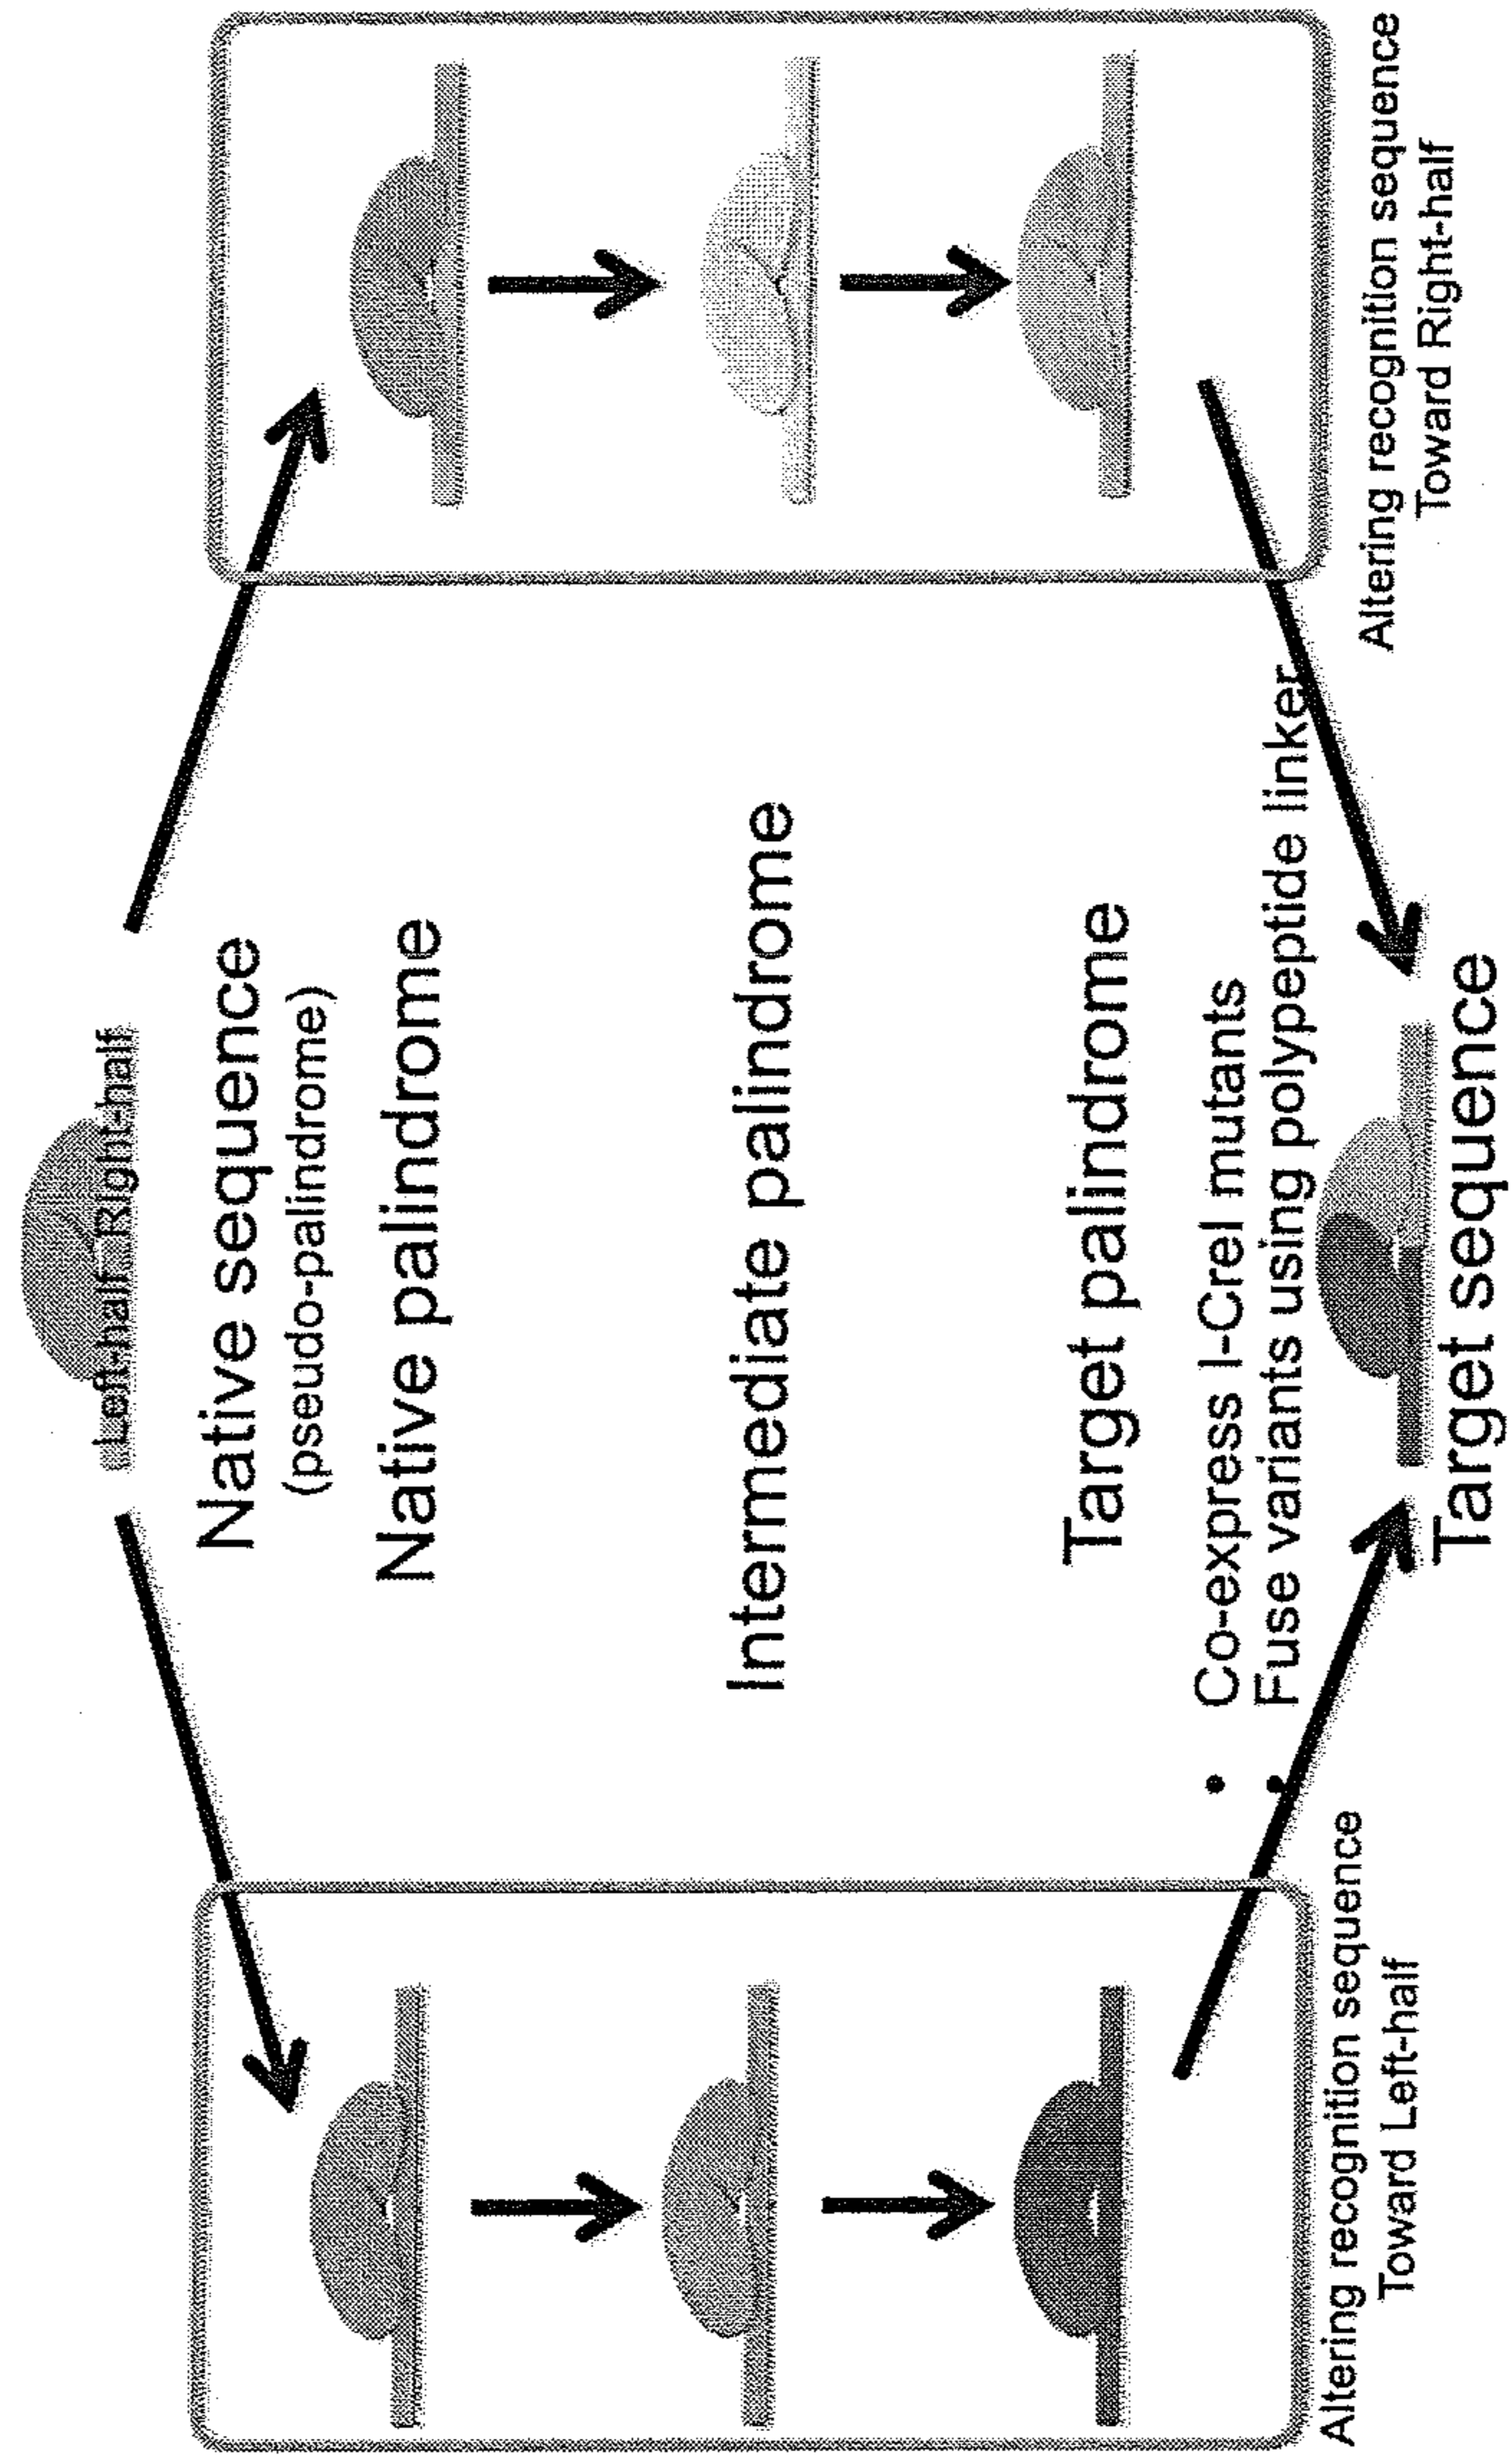 Left-half Right-half
Native sequence
(pseudo-palindrome)
Native palindrome
Intermediate palindrome
Target palindrome
• Co-express I-CreI mutants
• Fuse variants using polypeptide linker
Target sequence
Altering recognition sequence
Toward Left-half
Altering recognition sequence
Toward Right-half